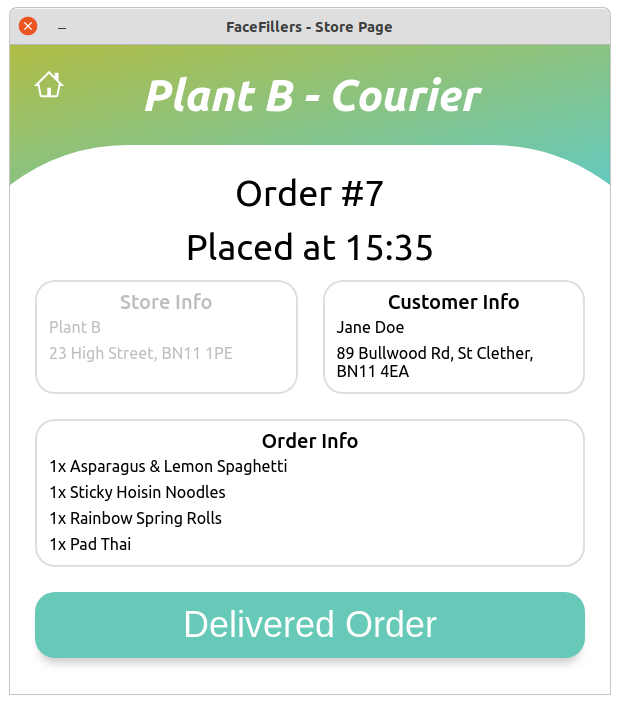 FaceFillers - Store Page
Plant B - Courier
Order #7
Placed at 15:35
Store Info
Plant B
23 High Street, BN11 1PE
Customer Info
Jane Doe
89 Bullwood Rd, St Clether,
BN11 4EA
Order Info
1x Asparagus & Lemon Spaghetti
1x Sticky Hoisin Noodles
1x Rainbow Spring Rolls
1x Pad Thai
Delivered Order